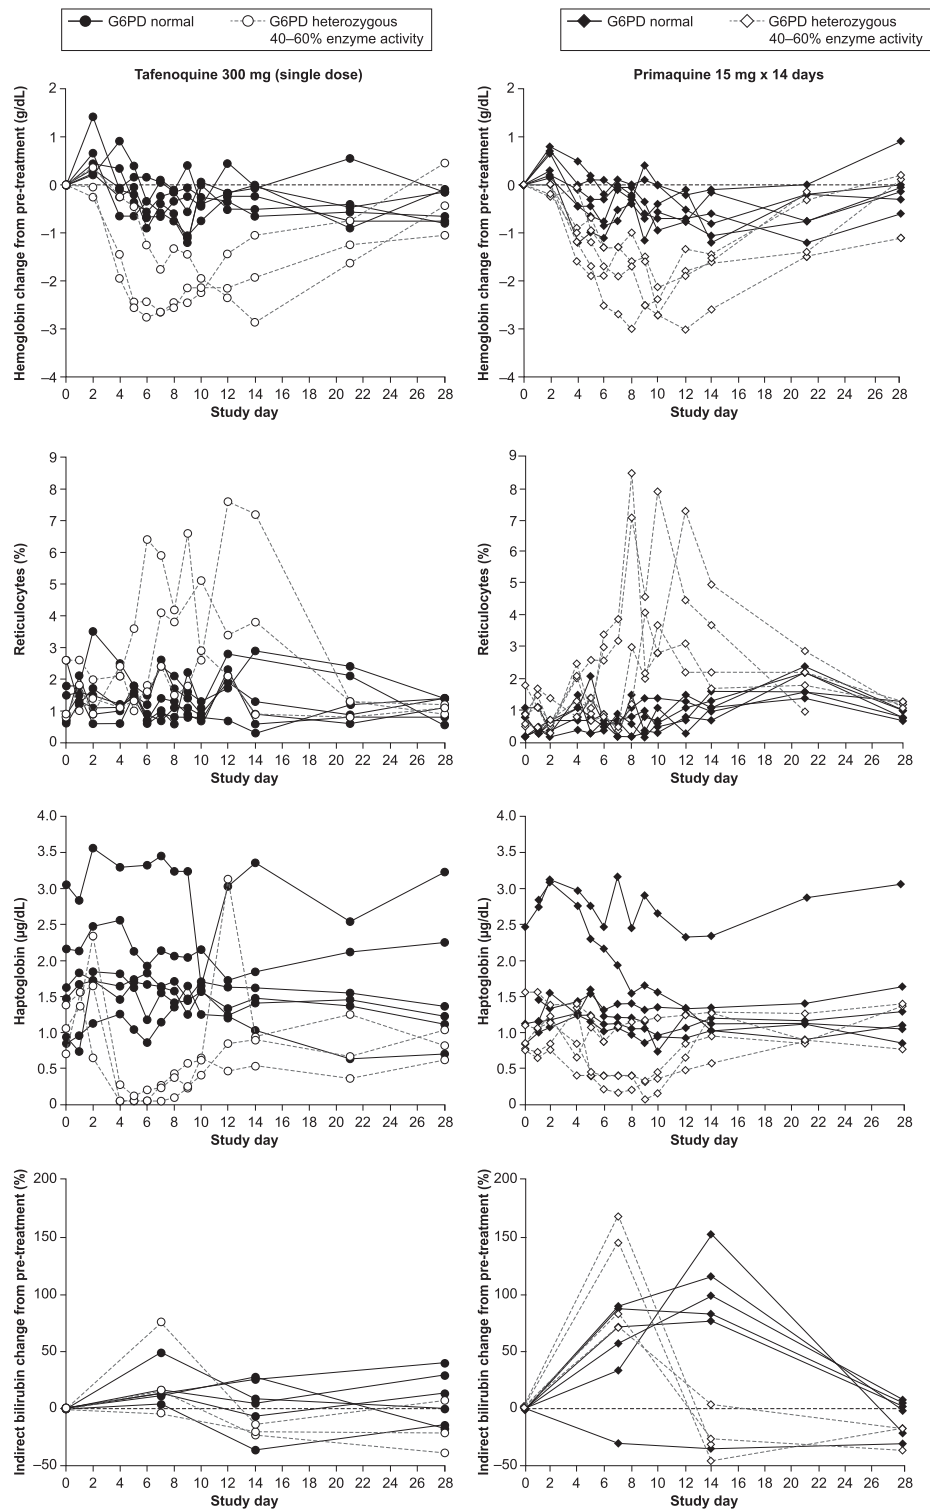 G6PD normal
G6PD heterozygous
40–60% enzyme activity
G6PD normal
G6PD heterozygous
40–60% enzyme activity
Tafenoquine 300 mg (single dose)
Primaquine 15 mg x 14 days
Hemoglobin change from pre-treatment (g/dL)
2
1
0
–1
–2
–3
–4
0 2 4 6 8 10 12 14 16 18 20 22 24 26 28
Study day
Hemoglobin change from pre-treatment (g/dL)
2
1
0
–1
–2
–3
–4
0 2 4 6 8 10 12 14 16 18 20 22 24 26 28
Study day
Reticulocytes (%)
9
8
7
6
5
4
3
2
1
0
0 2 4 6 8 10 12 14 16 18 20 22 24 26 28
Study day
Reticulocytes (%)
9
8
7
6
5
4
3
2
1
0
0 2 4 6 8 10 12 14 16 18 20 22 24 26 28
Study day
Haptoglobin (µg/dL)
4.0
3.5
3.0
2.5
2.0
1.5
1.0
0.5
0
0 2 4 6 8 10 12 14 16 18 20 22 24 26 28
Study day
Haptoglobin (µg/dL)
4.0
3.5
3.0
2.5
2.0
1.5
1.0
0.5
0
0 2 4 6 8 10 12 14 16 18 20 22 24 26 28
Study day
Indirect bilirubin change from pre-treatment (%)
200
150
100
50
0
–50
0 2 4 6 8 10 12 14 16 18 20 22 24 26 28
Study day
Indirect bilirubin change from pre-treatment (%)
200
150
100
50
0
–50
0 2 4 6 8 10 12 14 16 18 20 22 24 26 28
Study day